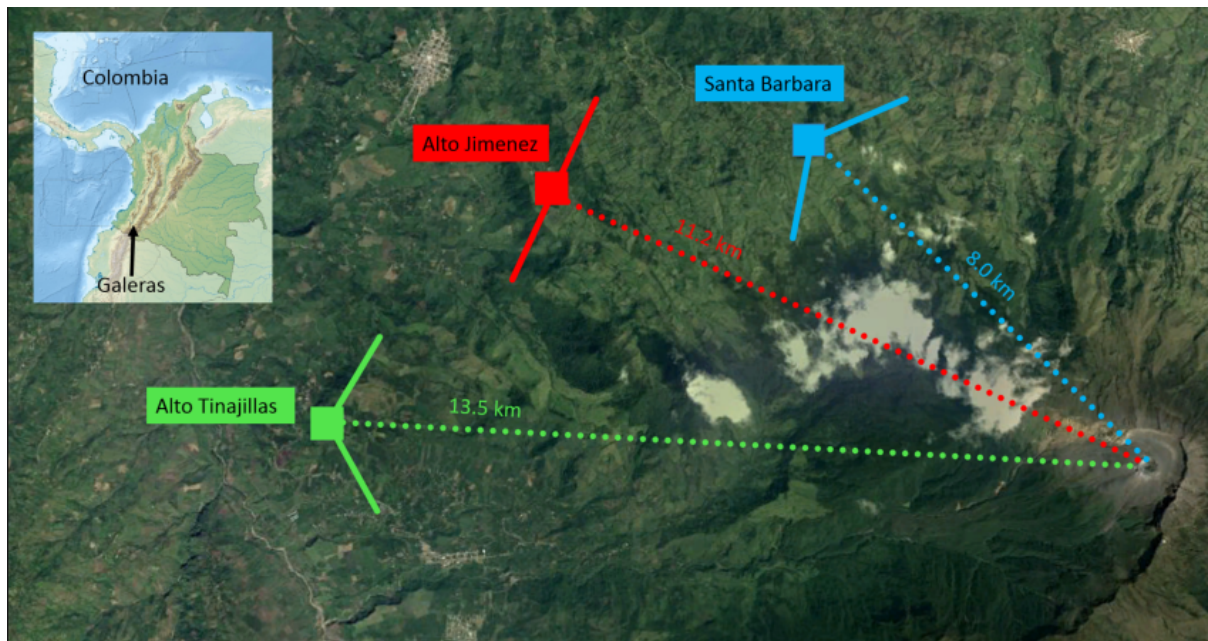 Colombia
Galeras
Santa Barbara
Alto Jimenez
11.2 km
8.0 km
Alto Tinajillas
13.5 km